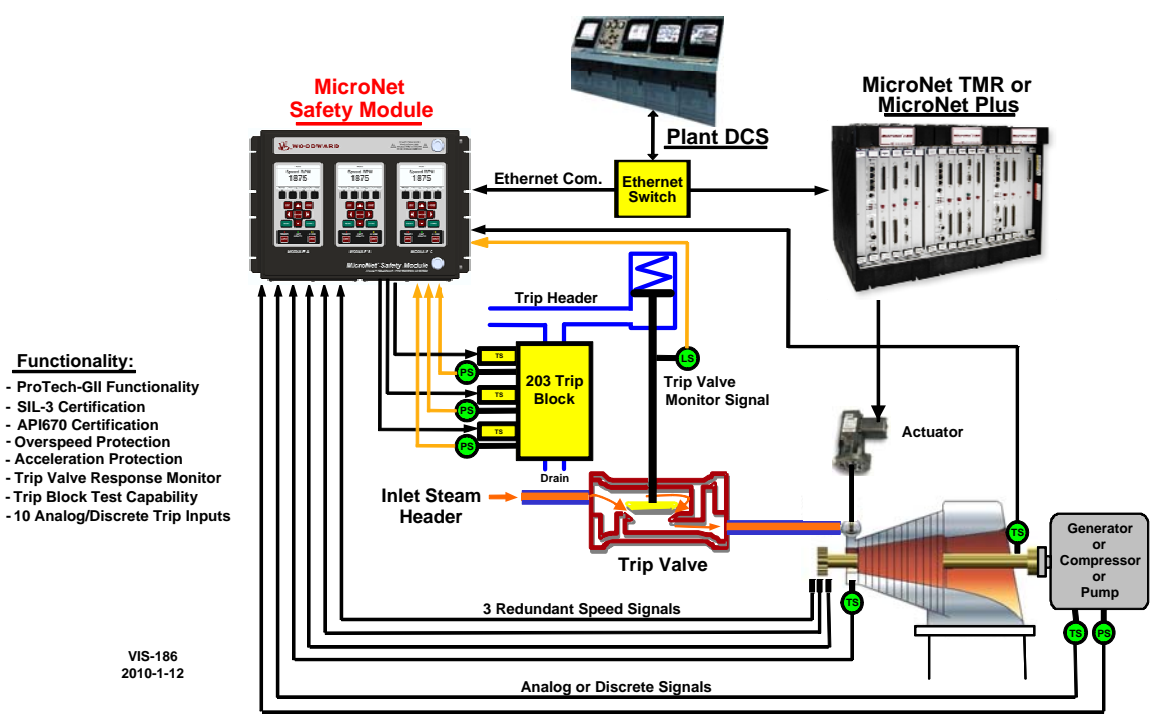 MicroNet
Safety Module
Plant DCS
MicroNet TMR or
MicroNet Plus
WOODWARD
Speed RPM
1875
Speed RPM
1875
Speed RPM
1875
MicroNet Safety Module
Ethernet Com.
Ethernet
Switch
Trip Header
TS
PS
TS
PS
TS
PS
203 Trip
Block
Drain
LS
Trip Valve
Monitor Signal
Actuator
Functionality:
- ProTech-GII Functionality
- SIL-3 Certification
- API670 Certification
- Overspeed Protection
- Acceleration Protection
- Trip Valve Response Monitor
- Trip Block Test Capability
- 10 Analog/Discrete Trip Inputs
Inlet Steam
Header
Trip Valve
TS
Generator
or
Compressor
or
Pump
3 Redundant Speed Signals
TS
TS
PS
Analog or Discrete Signals
VIS-186
2010-1-12